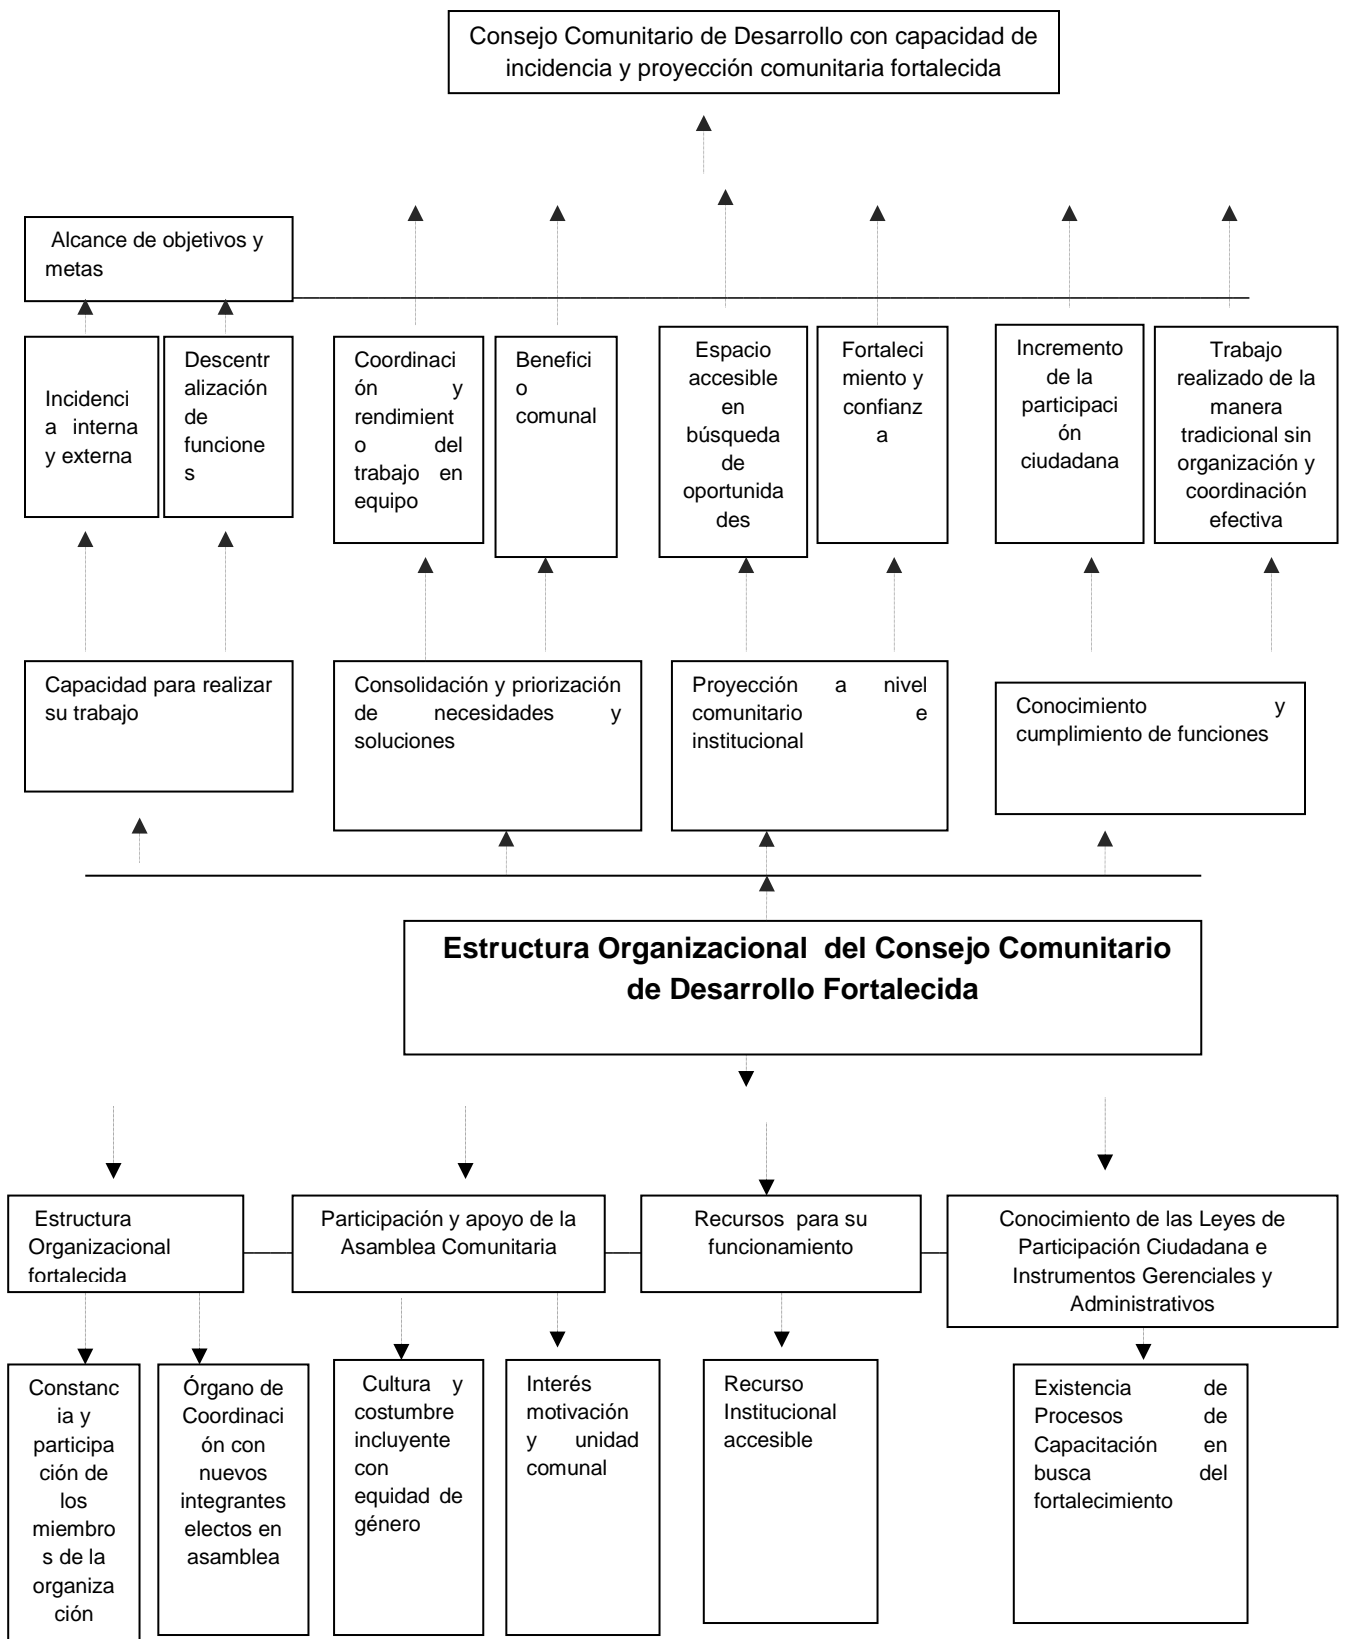 Consejo Comunitario de Desarrollo con capacidad de
incidencia y proyección comunitaria fortalecida
Alcance de objetivos y
metas
Incidenci
a interna
y externa
Descentr
alización
de
funcione
s
Coordinaci
ón y
rendimient
o del
trabajo en
equipo
Benefici
o
comunal
Espacio
accesible
en
búsqueda
de
oportunida
des
Fortaleci
miento y
confianz
a
Incremento
de la
participaci
ón
ciudadana
Trabajo
realizado de la
manera
tradicional sin
organización y
coordinación
efectiva
Capacidad para realizar
su trabajo
Consolidación y priorización
de necesidades y
soluciones
Proyección a nivel
comunitario e
institucional
Conocimiento y
cumplimiento de funciones
Estructura Organizacional del Consejo Comunitario
de Desarrollo Fortalecida
Estructura
Organizacional
fortalecida
Participación y apoyo de la
Asamblea Comunitaria
Recursos para su
funcionamiento
Conocimiento de las Leyes de
Participación Ciudadana e
Instrumentos Gerenciales y
Administrativos
Constanc
ia y
participa
ción de
los
miembro
s de la
organiza
ción
Órgano de
Coordinaci
ón con
nuevos
integrantes
electos en
asamblea
Cultura y
costumbre
incluyente
con
equidad de
género
Interés
motivación
y unidad
comunal
Recurso
Institucional
accesible
Existencia de
Procesos de
Capacitación en
busca del
fortalecimiento